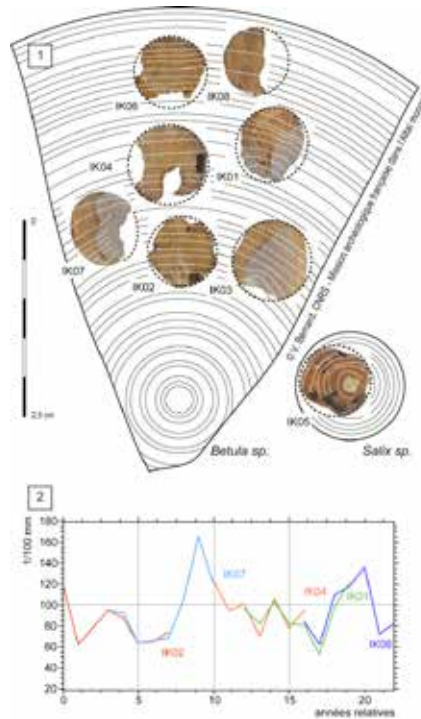 1
IK06
IK08
IK04
IK01
IK07
IK02
IK03
0
2,5 cm
© V. Bernard, CNRS - Mission archéologique française dans l'Altaï
IK05
Betula sp.
Salix sp.
2
1/100 mm
180
160
140
120
100
80
60
40
20
IK07
IK02
IK04
IK01
IK08
0
5
10
15
20
années relatives